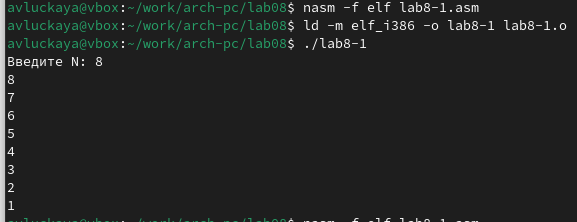 avluckaya@vbox:~/work/arch-pc/lab08$ nasm -f elf lab8-1.asm
avluckaya@vbox:~/work/arch-pc/lab08$ ld -m elf_i386 -o lab8-1 lab8-1.o
avluckaya@vbox:~/work/arch-pc/lab08$ ./lab8-1
Введите N: 8
8
7
6
5
4
3
2
1
avluckaya@vbox:~/work/arch-pc/lab08$ nasm -f elf lab8-1.asm